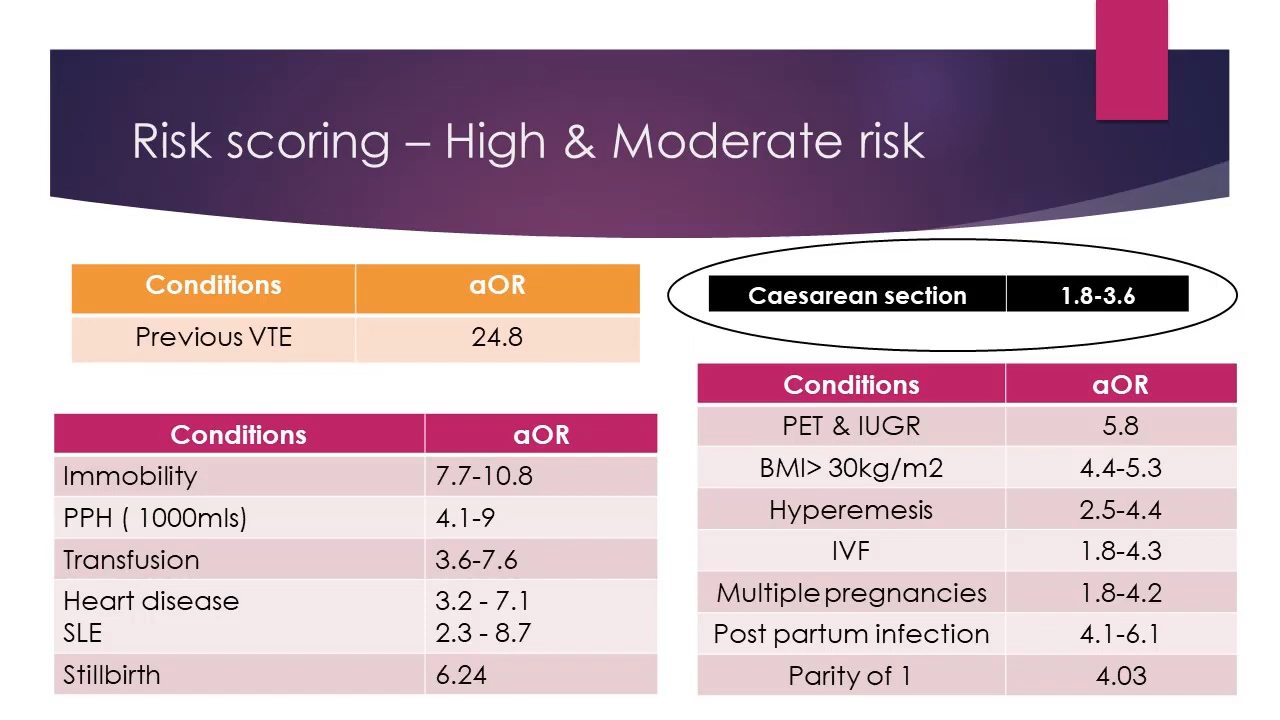 Risk scoring – High & Moderate risk
Conditions aOR
Previous VTE 24.8
Conditions aOR
Immobility 7.7-10.8
PPH ( 1000mls) 4.1-9
Transfusion 3.6-7.6
Heart disease 3.2 - 7.1
SLE 2.3 - 8.7
Stillbirth 6.24
Caesarean section 1.8-3.6
Conditions aOR
PET & IUGR 5.8
BMI> 30kg/m2 4.4-5.3
Hyperemesis 2.5-4.4
IVF 1.8-4.3
Multiple pregnancies 1.8-4.2
Post partum infection 4.1-6.1
Parity of 1 4.03